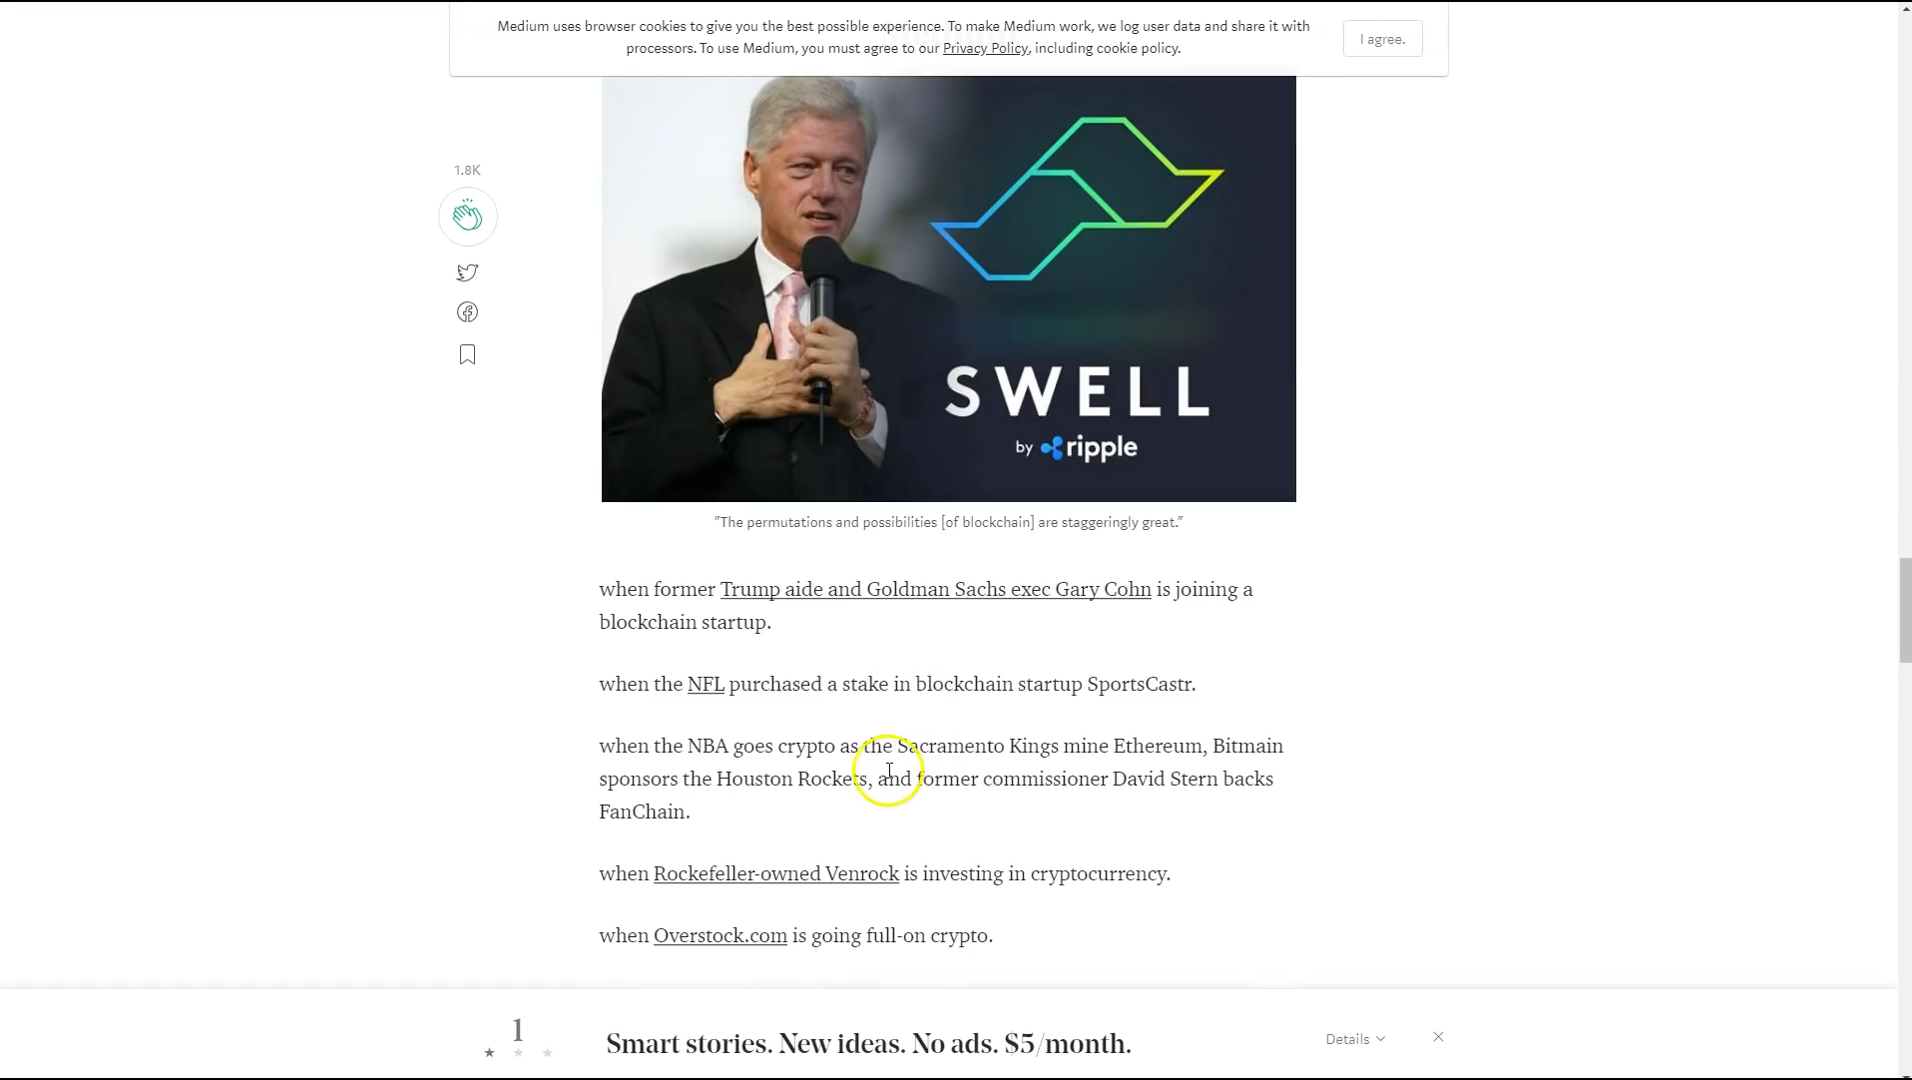 Medium uses browser cookies to give you the best possible experience. To make Medium work, we log user data and share it with
processors. To use Medium, you must agree to our Privacy Policy, including cookie policy.
I agree.
1.8K
SWELL
by ripple
"The permutations and possibilities [of blockchain] are staggeringly great."
when former Trump aide and Goldman Sachs exec Gary Cohn is joining a
blockchain startup.
when the NFL purchased a stake in blockchain startup SportsCastr.
when the NBA goes crypto as the Sacramento Kings mine Ethereum, Bitmain
sponsors the Houston Rockets, and former commissioner David Stern backs
FanChain.
when Rockefeller-owned Venrock is investing in cryptocurrency.
when Overstock.com is going full-on crypto.
1
Smart stories. New ideas. No ads. $5/month.
Details